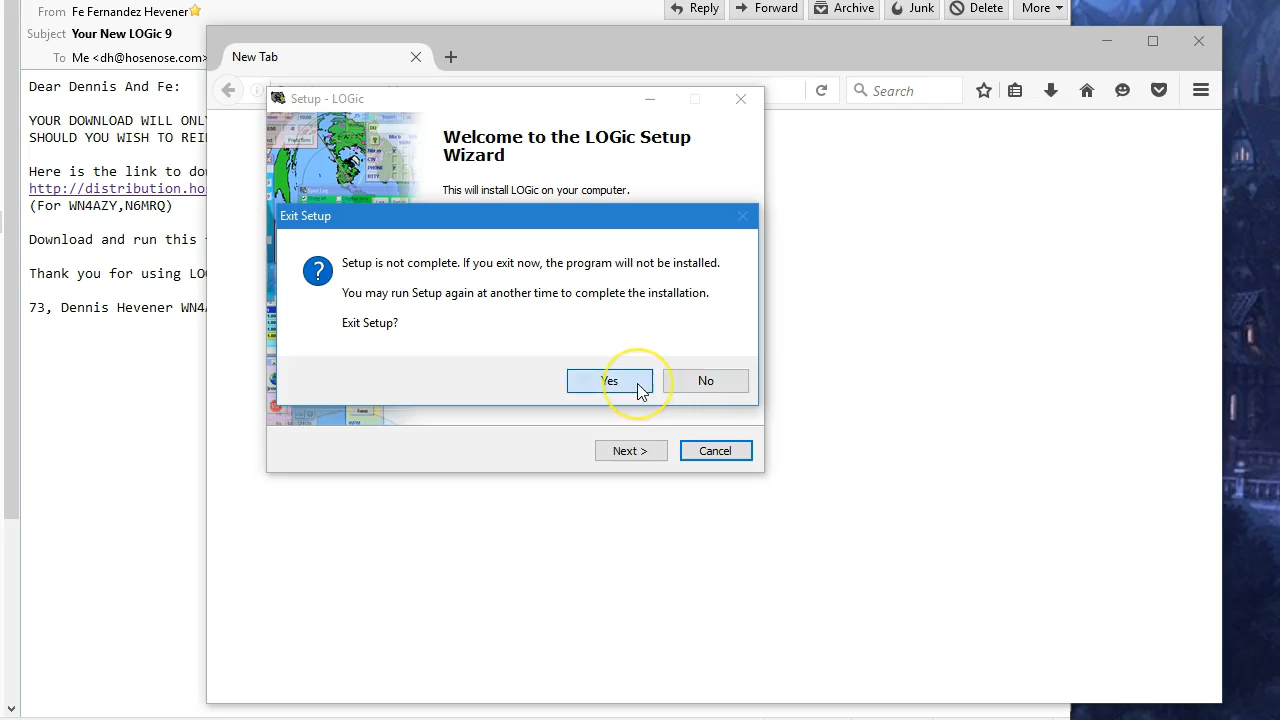 From Fe Fernandez Hevener
Reply
Forward
Archive
Junk
Delete
More
Subject Your New LOGic 9
To Me <dh@hosenose.com>
New Tab
Search
Dear Dennis And Fe:
YOUR DOWNLOAD WILL ONLY
SHOULD YOU WISH TO REI
Here is the link to do
http://distribution.ho
(For WN4AZY,N6MRQ)
Download and run this
Thank you for using LO
73, Dennis Hevener WN4
Setup - LOGic
Welcome to the LOGic Setup
Wizard
This will install LOGic on your computer.
Exit Setup
Setup is not complete. If you exit now, the program will not be installed.
You may run Setup again at another time to complete the installation.
Exit Setup?
Yes
No
Next >
Cancel